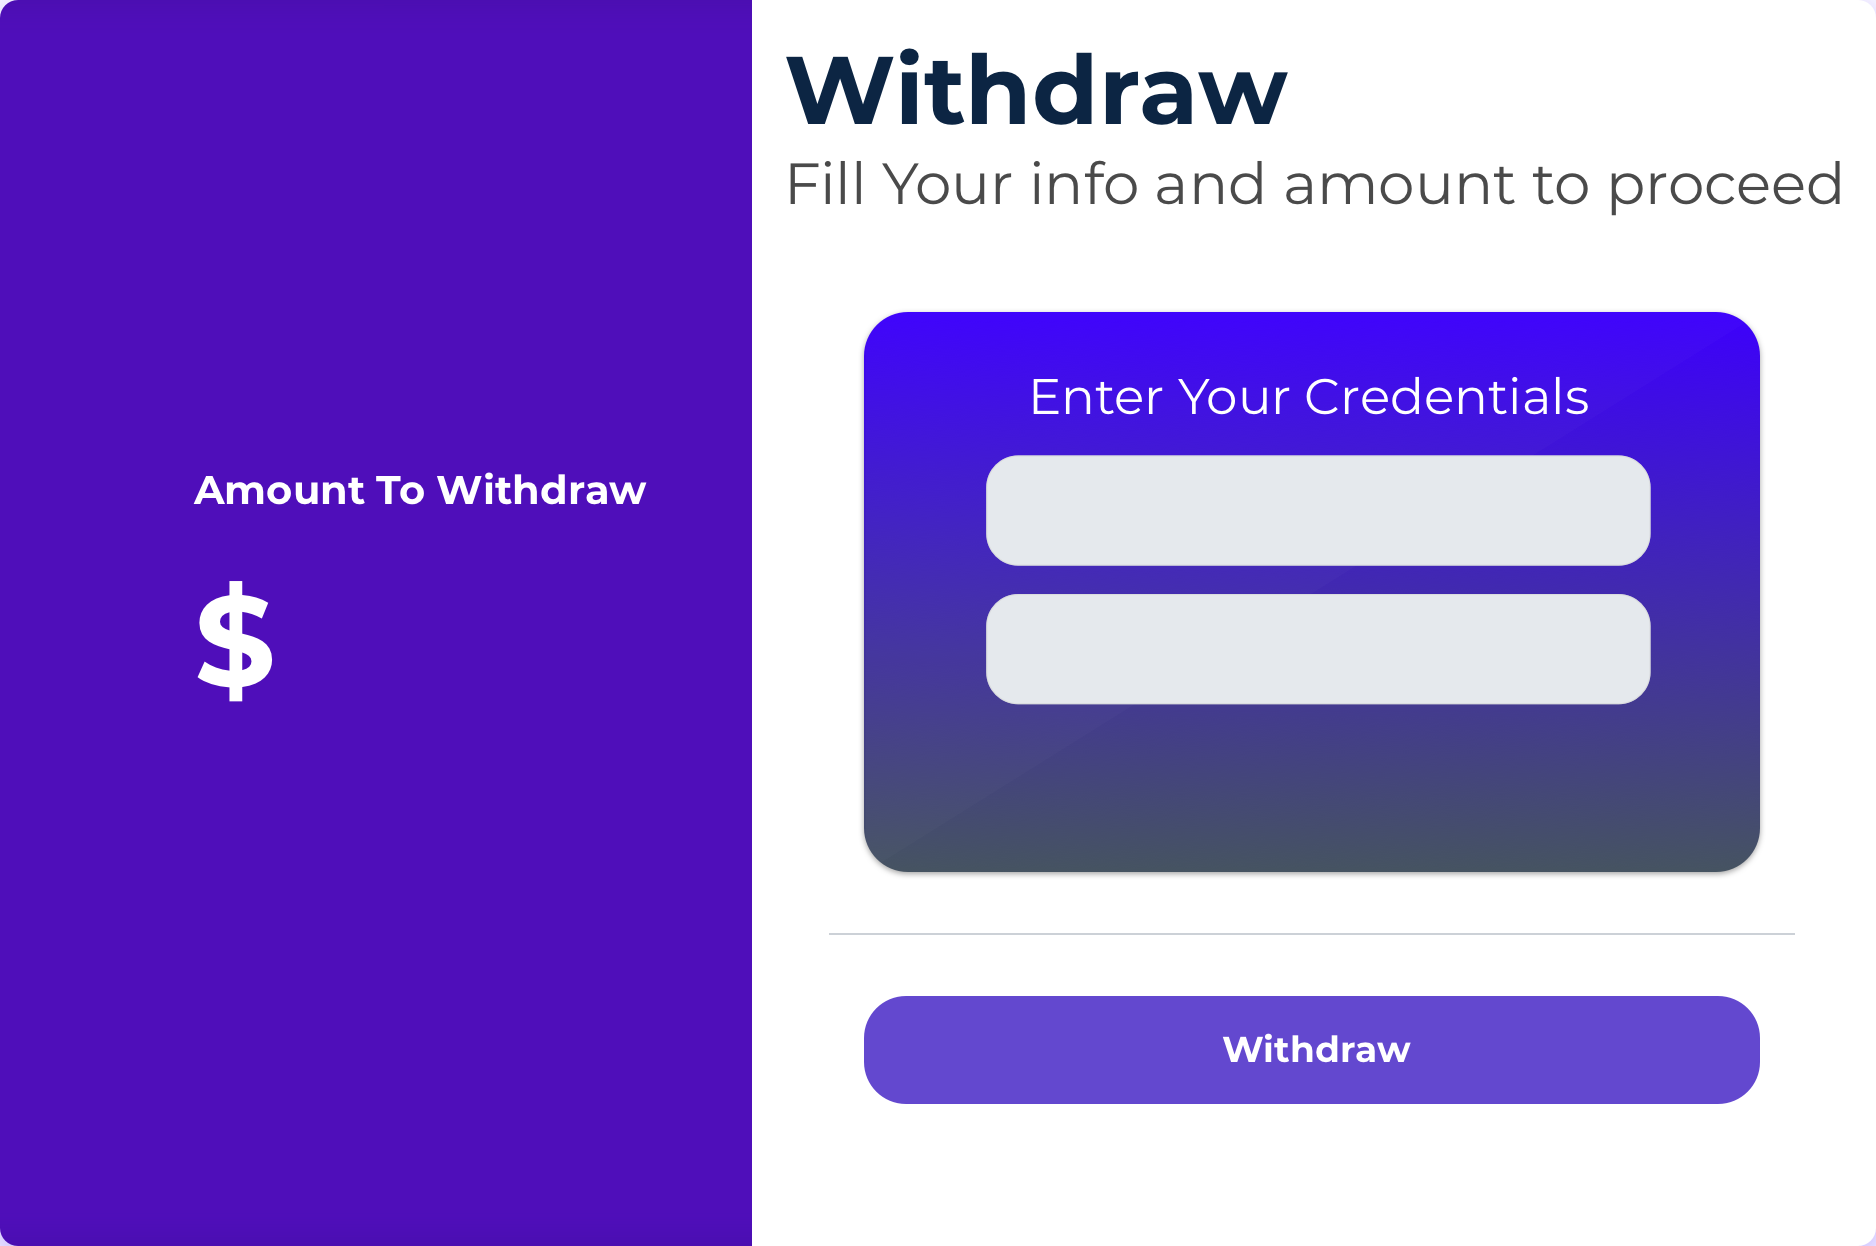 Amount To Withdraw
$
Withdraw
Fill Your info and amount to proceed
Enter Your Credentials
Withdraw